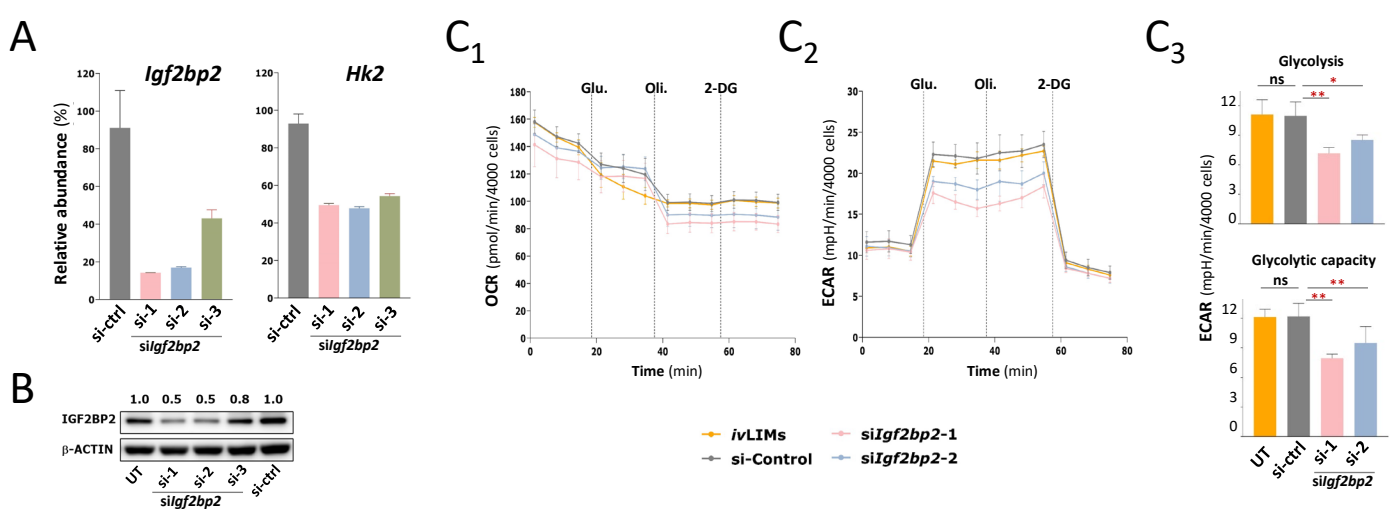 A
Igf2bp2
Hk2
Relative abundance (%)
120
100
80
60
40
20
0
120
100
80
60
40
20
0
si-ctrl
si-1
si-2
si-3
siIgf2bp2
si-ctrl
si-1
si-2
si-3
siIgf2bp2
B
1.0 0.5 0.5 0.8 1.0
IGF2BP2
β-ACTIN
UT
si-1
si-2
si-3
si-ctrl
siIgf2bp2
C1
Glu. Oli. 2-DG
OCR (pmol/min/4000 cells)
180
160
140
120
100
80
60
40
20
0
0 20 40 60 80
Time (min)
C2
Glu. Oli. 2-DG
ECAR (mpH/min/4000 cells)
30
25
20
15
10
5
0
0 20 40 60 80
Time (min)
ivLIMs
si-Control
siIgf2bp2-1
siIgf2bp2-2
C3
Glycolysis
ns
*
**
12
9
6
3
0
Glycolytic capacity
ns
**
**
12
9
6
3
0
ECAR (mpH/min/4000 cells)
UT
si-ctrl
si-1
si-2
siIgf2bp2